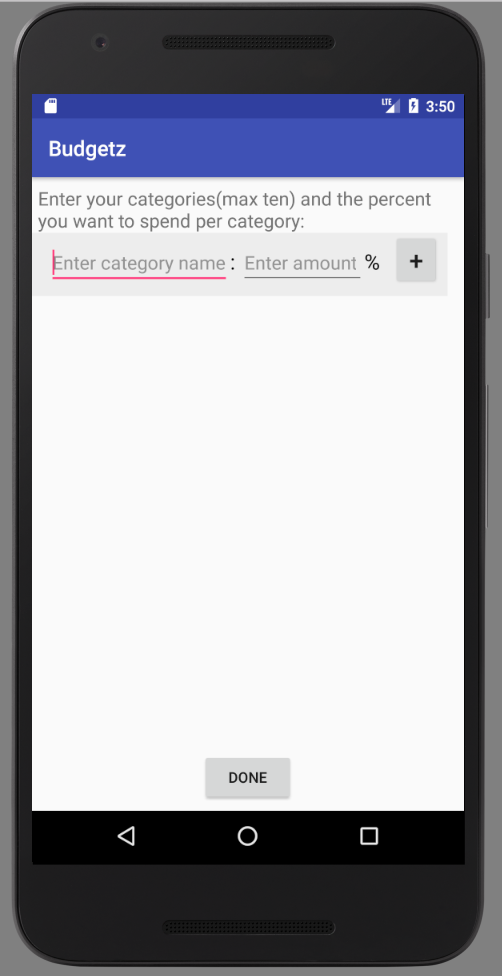 LTE 3:50
Budgetz
Enter your categories(max ten) and the percent
you want to spend per category:
Enter category name : Enter amount % +
DONE